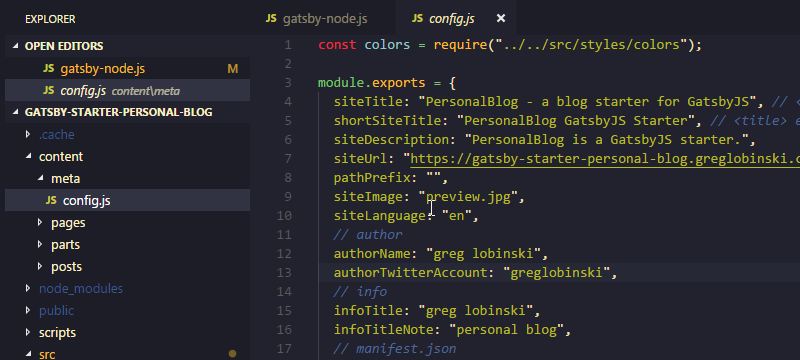 EXPLORER
OPEN EDITORS
JS gatsby-node.js M
JS config.js content\meta
GATSBY-STARTER-PERSONAL-BLOG
.cache
content
meta
JS config.js
pages
parts
posts
node_modules
public
scripts
src
JS gatsby-node.js
JS config.js ×
1 const colors = require("../../src/styles/colors");
2
3 module.exports = {
4 siteTitle: "PersonalBlog - a blog starter for GatsbyJS", // <
5 shortSiteTitle: "PersonalBlog GatsbyJS Starter", // <title> e
6 siteDescription: "PersonalBlog is a GatsbyJS starter.",
7 siteUrl: "https://gatsby-starter-personal-blog.greglobinski.c
8 pathPrefix: "",
9 siteImage: "preview.jpg",
10 siteLanguage: "en",
11 // author
12 authorName: "greg lobinski",
13 authorTwitterAccount: "greglobinski",
14 // info
15 infoTitle: "greg lobinski",
16 infoTitleNote: "personal blog",
17 // manifest.json